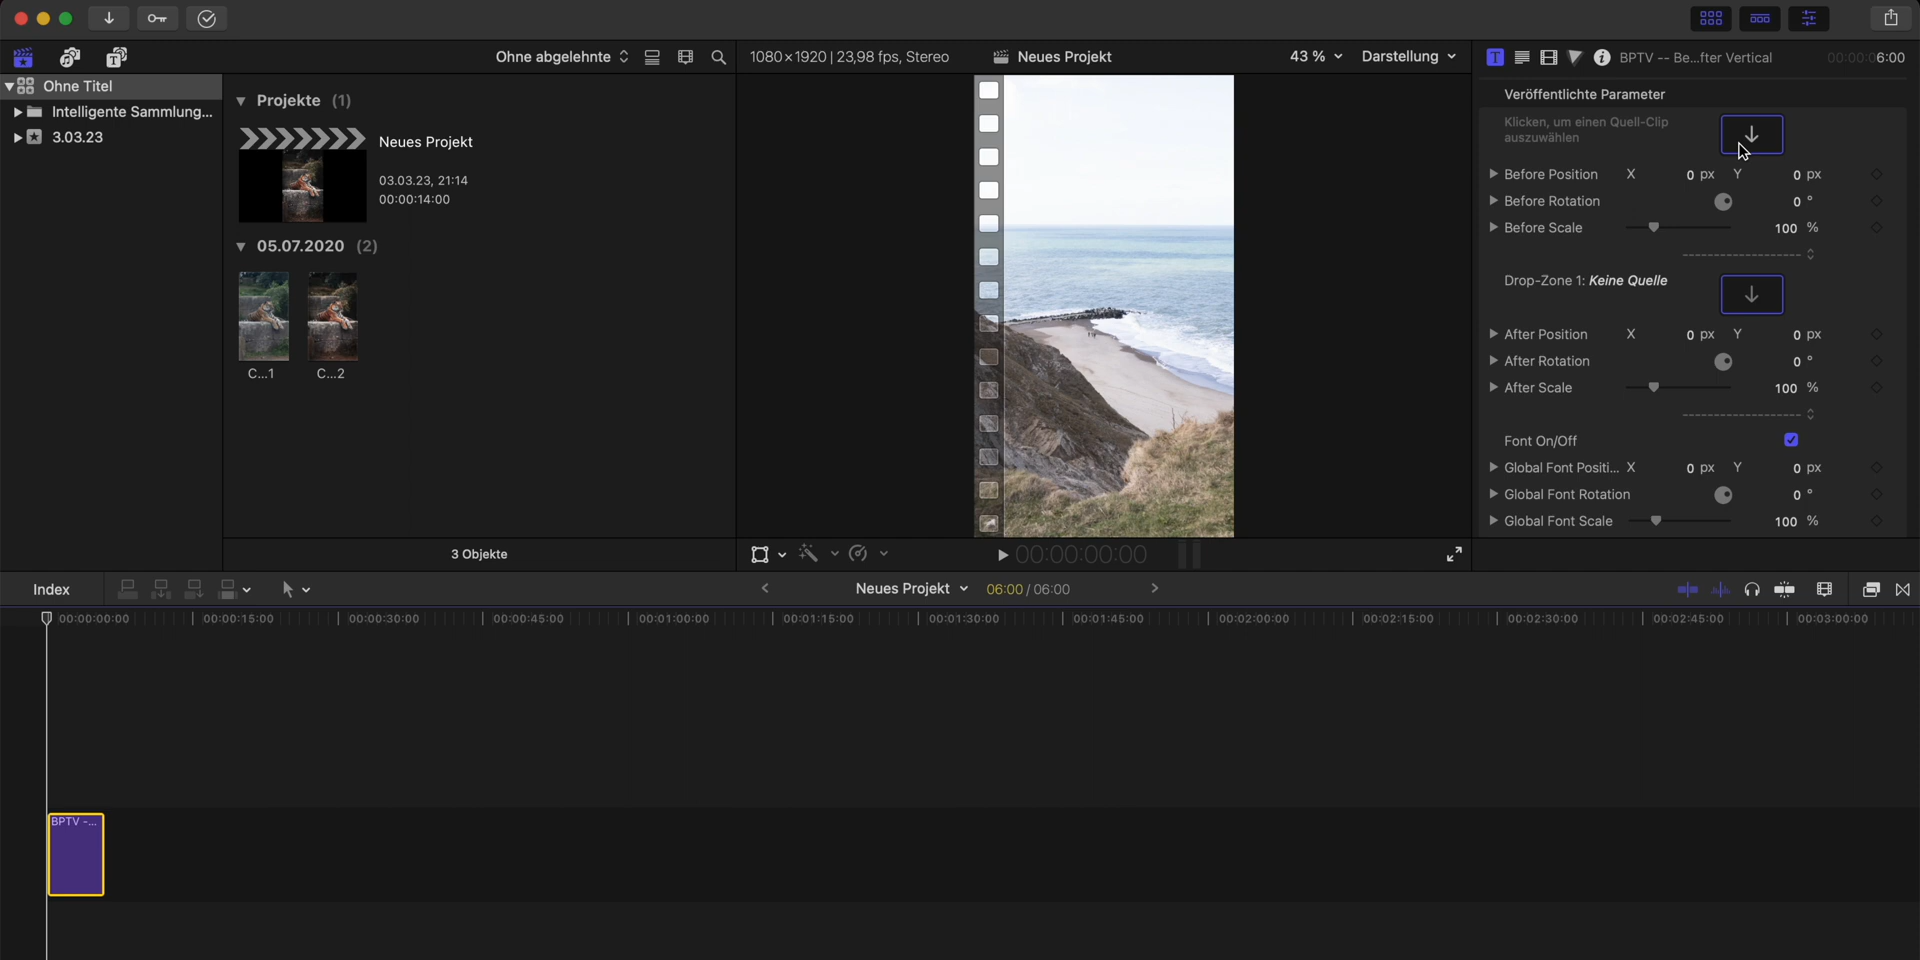 Ohne abgelehnte
1080×1920 | 23,98 fps, Stereo
Neues Projekt
43 %
Darstellung
BPTV -- Be...fter Vertical
00:00:06:00
Ohne Titel
Intelligente Sammlung...
3.03.23
Projekte (1)
Neues Projekt
03.03.23, 21:14
00:00:14:00
05.07.2020 (2)
C...1
C...2
3 Objekte
00:00:00:00
Veröffentlichte Parameter
Klicken, um einen Quell-Clip
auszuwählen
Before Position X 0 px Y 0 px
Before Rotation 0 °
Before Scale 100 %
Drop-Zone 1: Keine Quelle
After Position X 0 px Y 0 px
After Rotation 0 °
After Scale 100 %
Font On/Off
Global Font Positi... X 0 px Y 0 px
Global Font Rotation 0 °
Global Font Scale 100 %
Index
Neues Projekt
06:00 / 06:00
00:00:00:00 00:00:15:00 00:00:30:00 00:00:45:00 00:01:00:00 00:01:15:00 00:01:30:00 00:01:45:00 00:02:00:00 00:02:15:00 00:02:30:00 00:02:45:00 00:03:00:00
BPTV -...